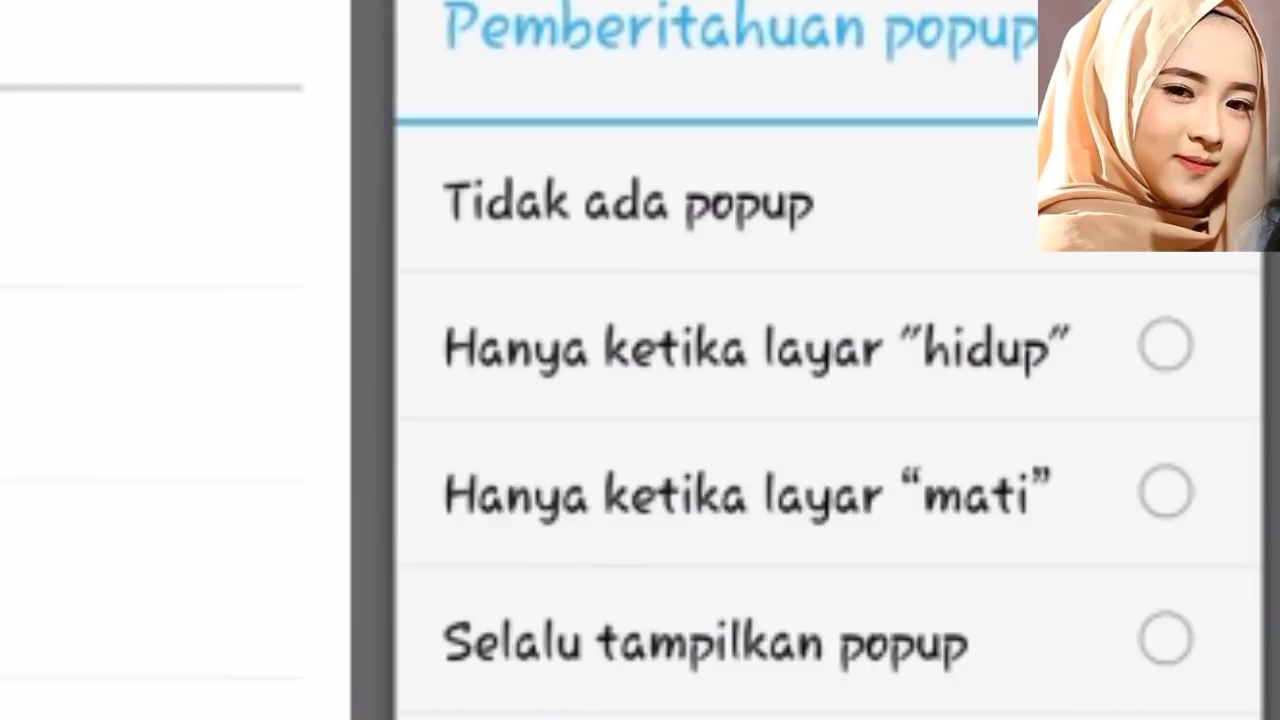 Pemberitahuan popup
Tidak ada popup
Hanya ketika layar "hidup"
Hanya ketika layar “mati”
Selalu tampilkan popup